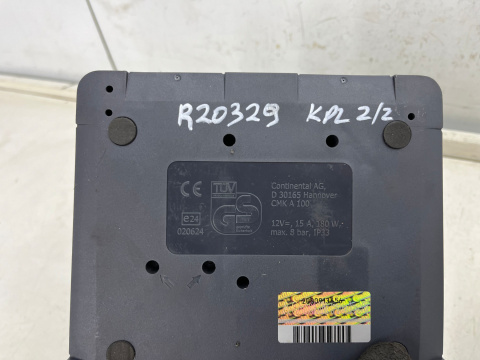 R20329 KPL 2/2
CE
TÜV
GS
e24
020634
Continental AG,
D 30165 Hannover
CMK A 100
12V=, 15 A, 180 W,-
max. 8 bar, IP33